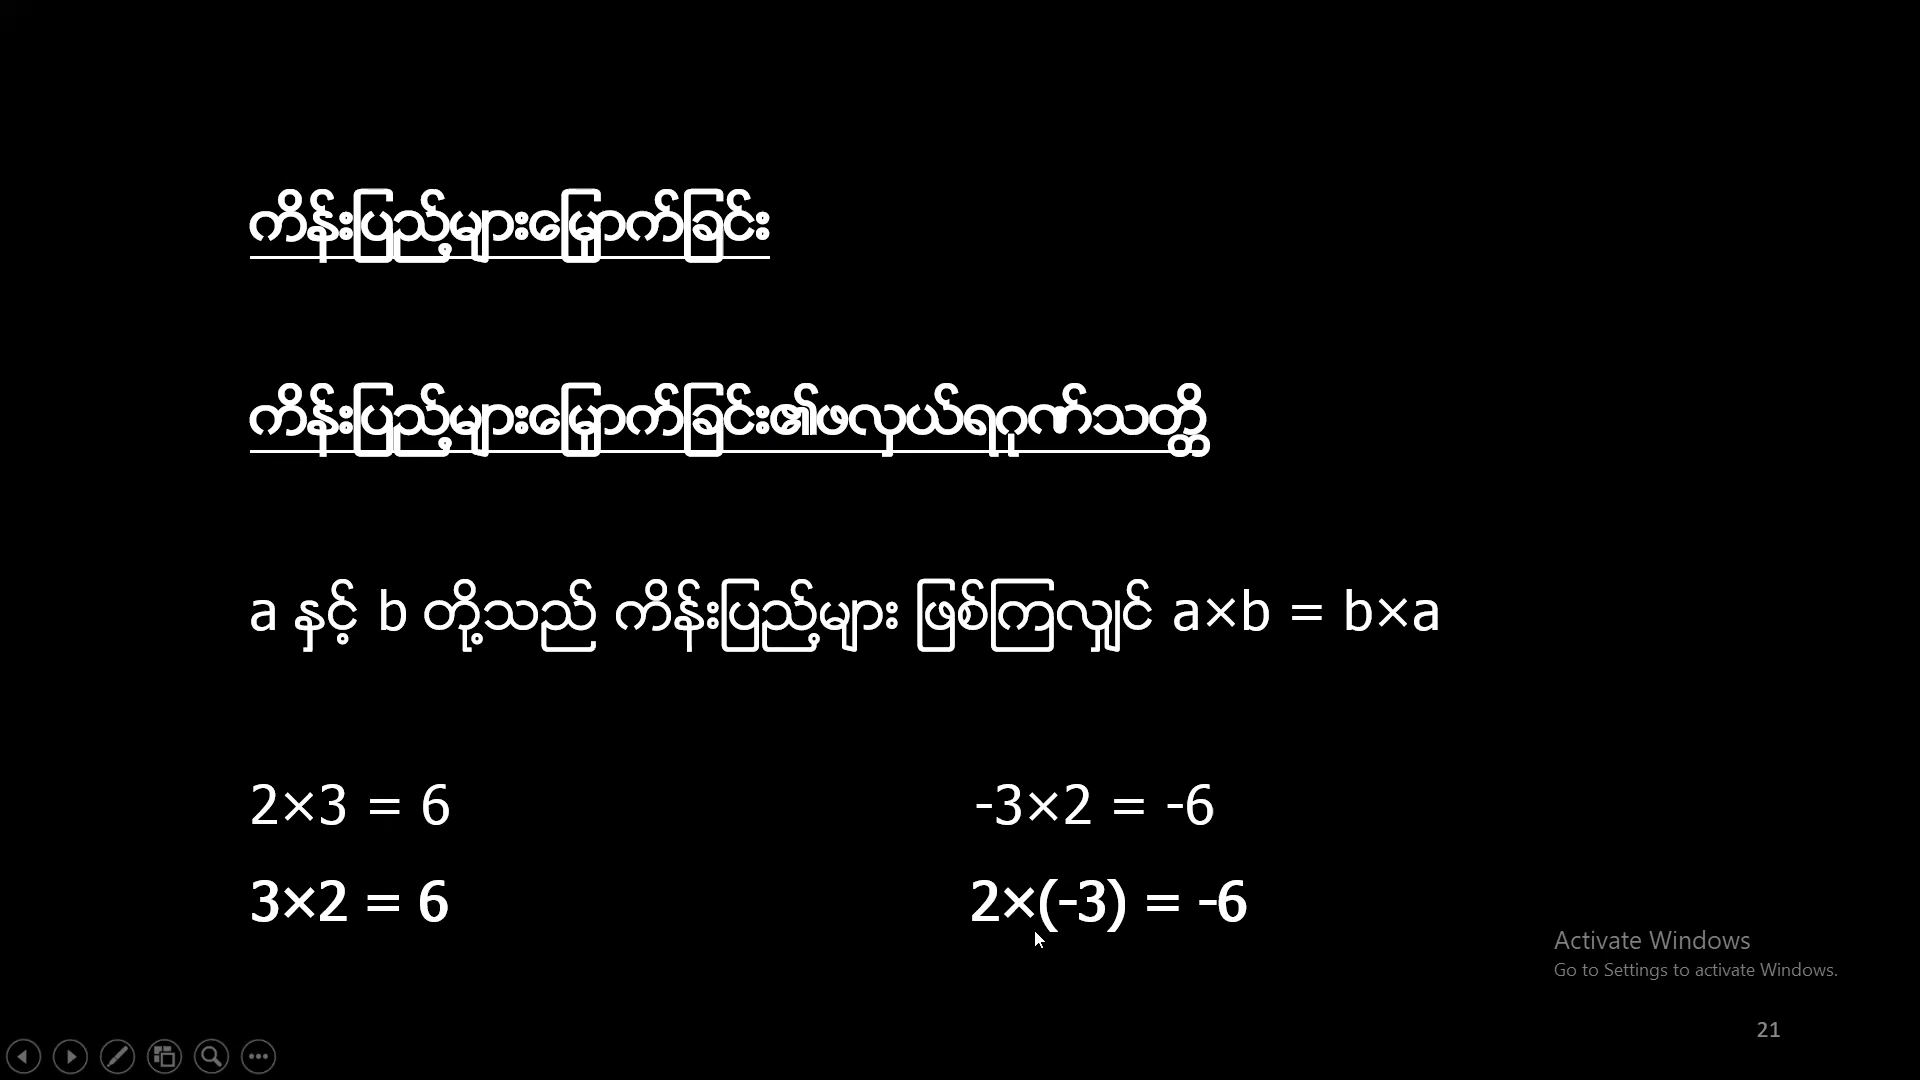 ကိန်းပြည့်များမြှောက်ခြင်း
ကိန်းပြည့်များမြှောက်ခြင်း၏ဖလှယ်ရဂုဏ်သတ္တိ
a နှင့် b တို့သည် ကိန်းပြည့်များ ဖြစ်ကြလျှင် a×b = b×a
2×3 = 6 -3×2 = -6
3×2 = 6 2×(-3) = -6
Activate Windows
Go to Settings to activate Windows.
21